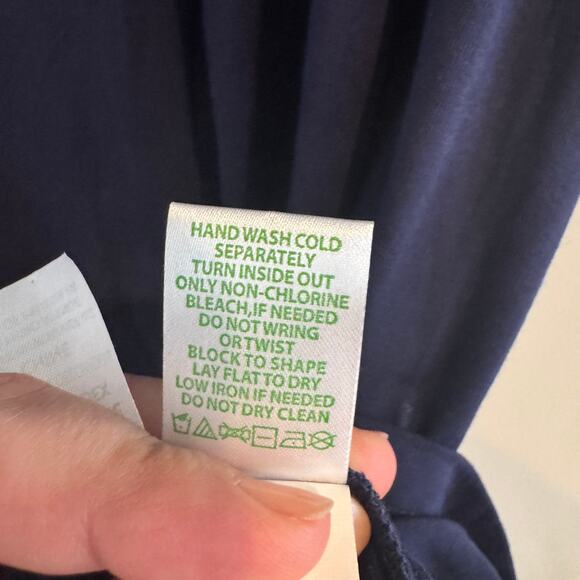 HAND WASH COLD
SEPARATELY
TURN INSIDE OUT
ONLY NON-CHLORINE
BLEACH,IF NEEDED
DO NOT WRING
OR TWIST
BLOCK TO SHAPE
LAY FLAT TO DRY
LOW IRON IF NEEDED
DO NOT DRY CLEAN